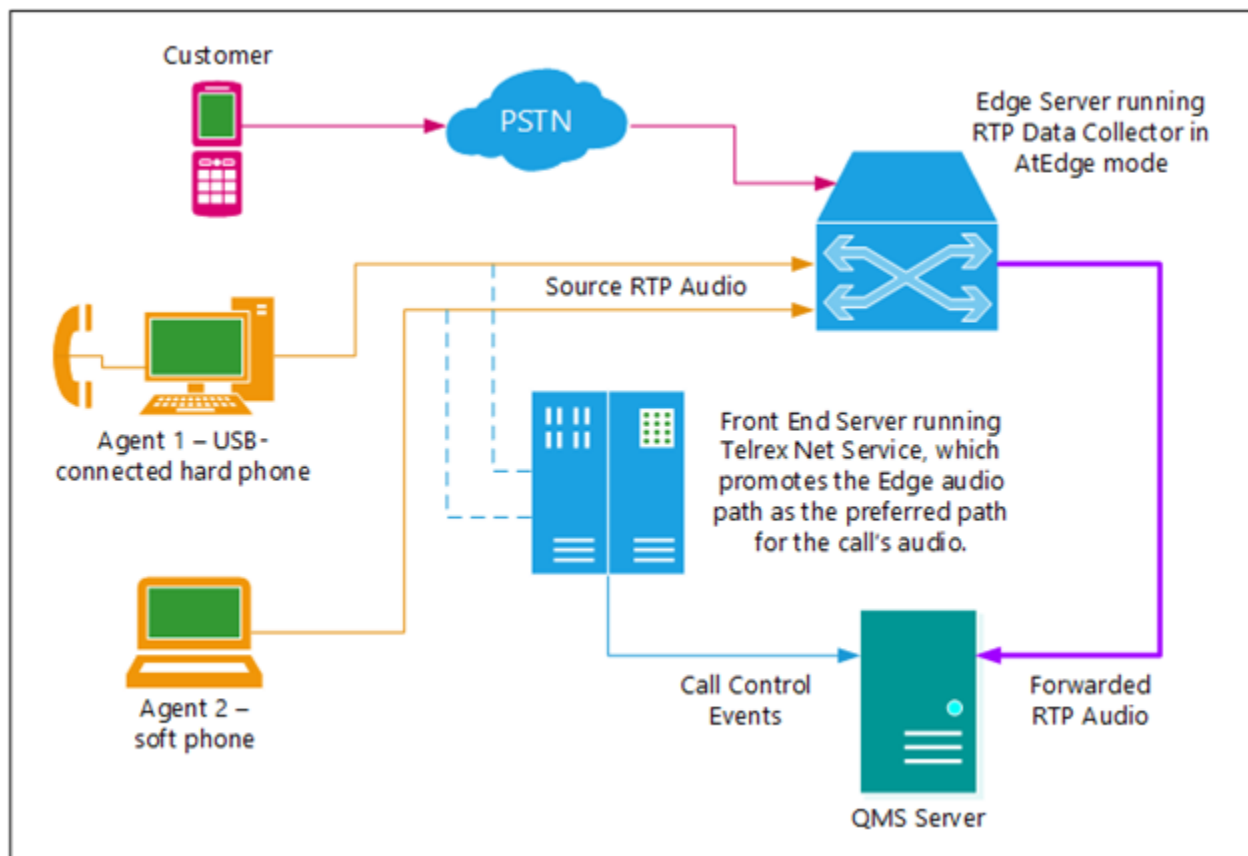 Customer
PSTN
Edge Server running
RTP Data Collector in
AtEdge mode
Source RTP Audio
Agent 1 – USB-
connected hard phone
Front End Server running
Telrex Net Service, which
promotes the Edge audio
path as the preferred path
for the call's audio.
Agent 2 –
soft phone
Call Control
Events
Forwarded
RTP Audio
QMS Server